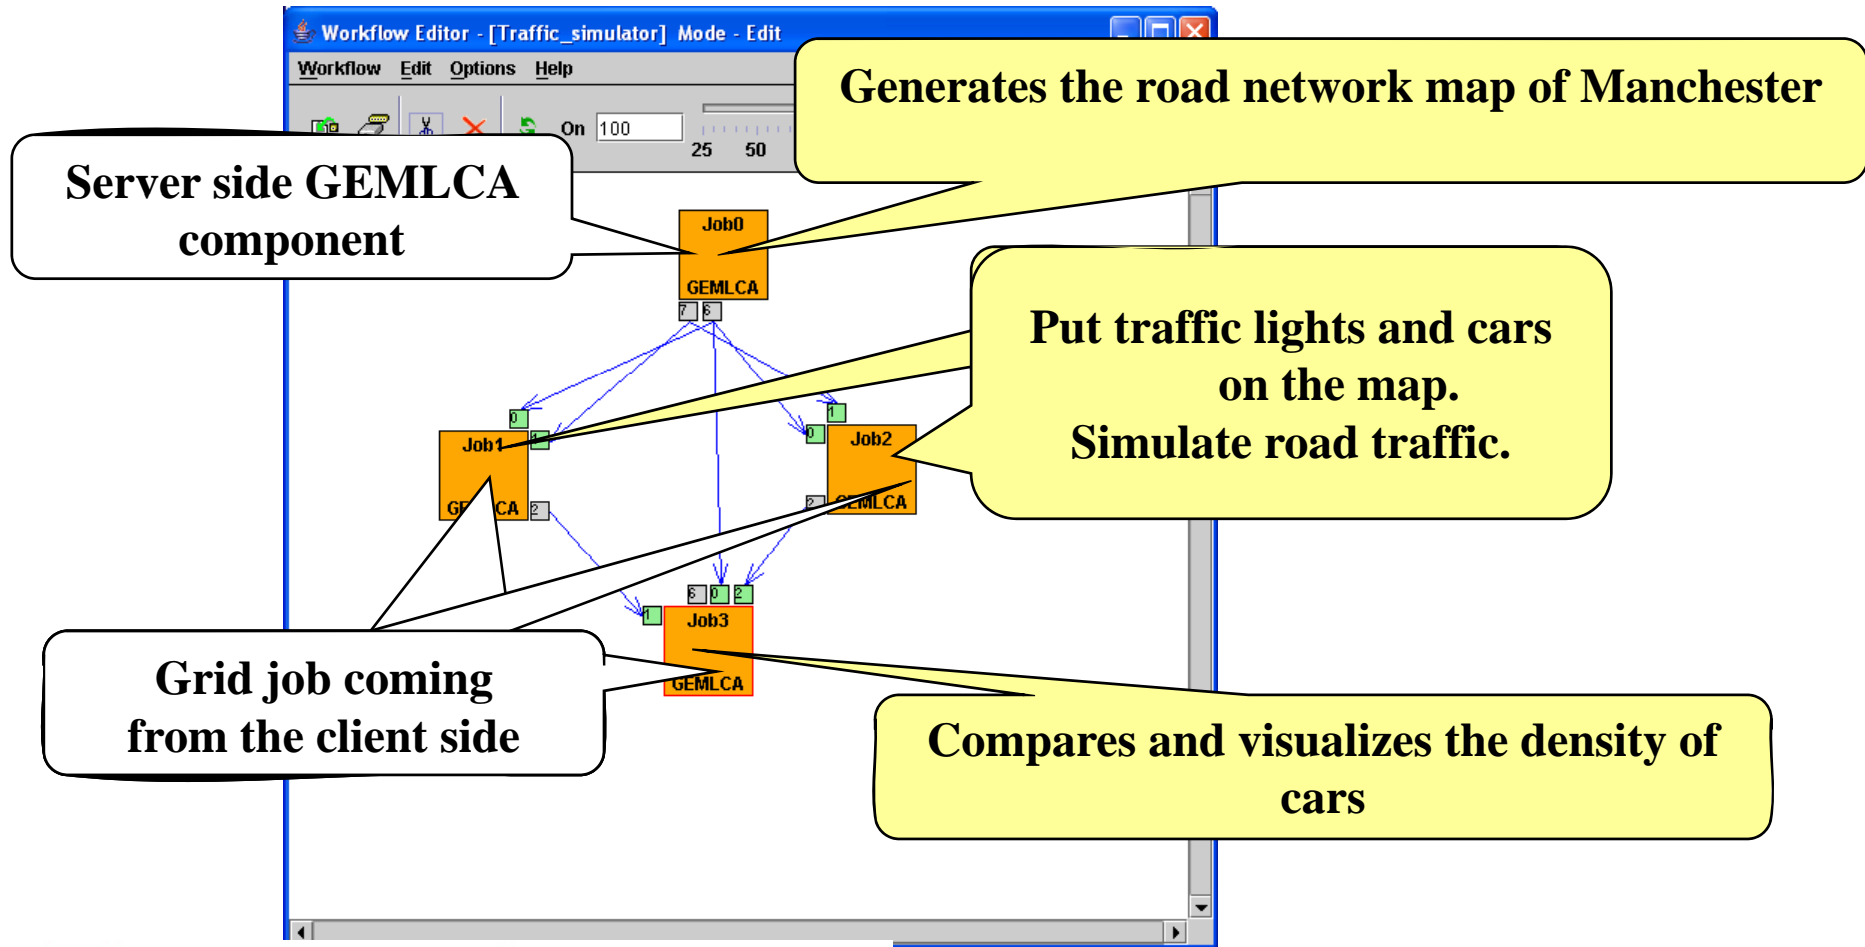 Workflow Editor - [Traffic_simulator] Mode - Edit
Workflow Edit Options Help
On 100
25 50
Generates the road network map of Manchester
Server side GEMLCA
component
Job0
GEMLCA
7 6
Put traffic lights and cars
on the map.
Simulate road traffic.
0 1
1 0
Job1 Job2
GEMLCA
2 2
GEMLCA
6 0 2
1
Job3
GEMLCA
Grid job coming
from the client side
Compares and visualizes the density of
cars